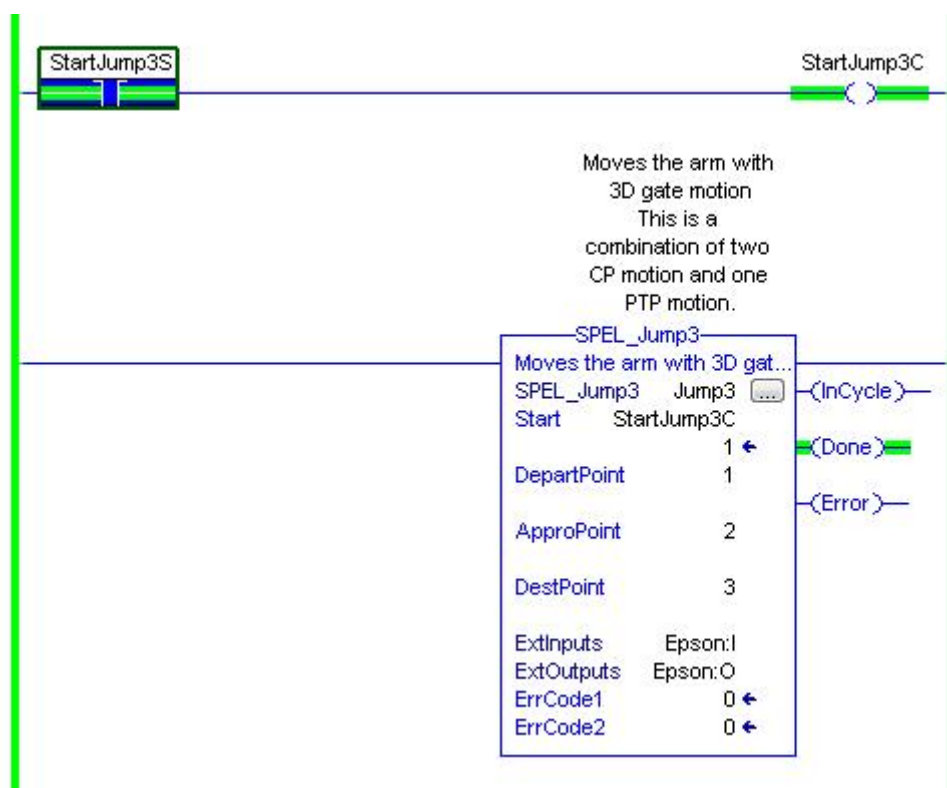 StartJump3S
StartJump3C
Moves the arm with
3D gate motion
This is a
combination of two
CP motion and one
PTP motion.
SPEL_Jump3
Moves the arm with 3D gat...
SPEL_Jump3 Jump3 ...
(InCycle)
Start StartJump3C
1
(Done)
DepartPoint 1
(Error)
ApproPoint 2
DestPoint 3
ExtInputs Epson:I
ExtOutputs Epson:O
ErrCode1 0
ErrCode2 0